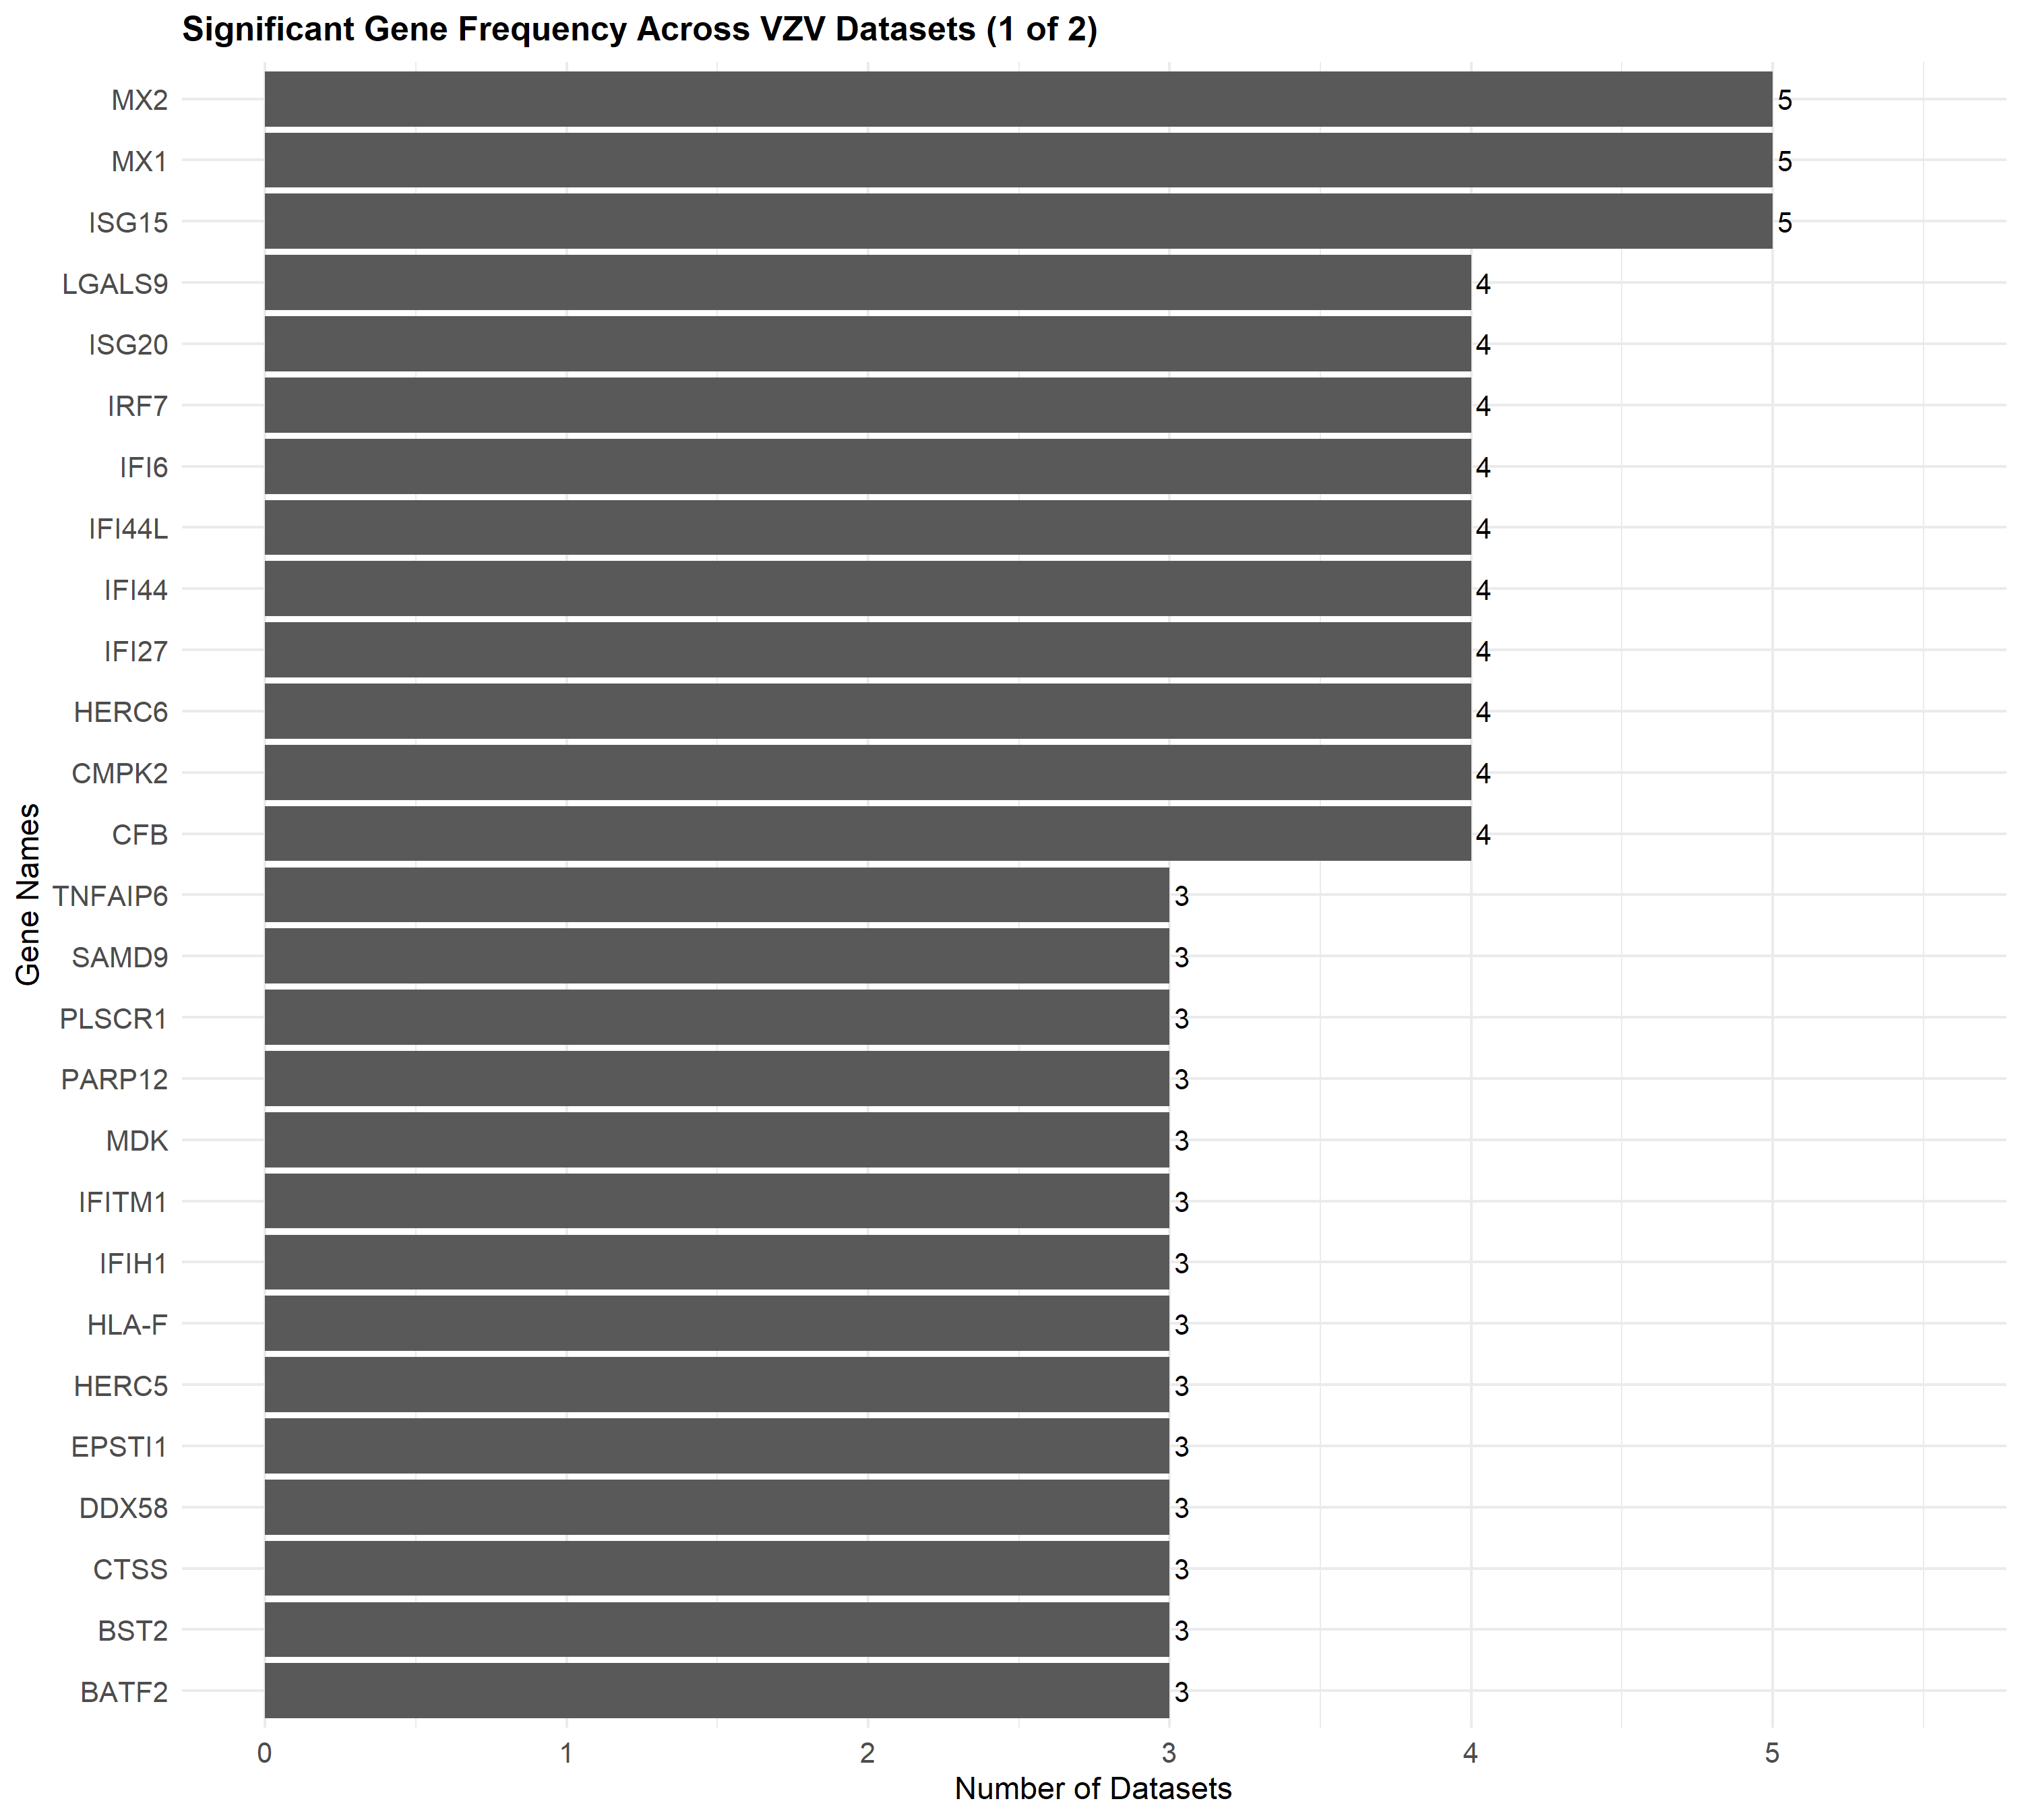 Significant Gene Frequency Across VZV Datasets (1 of 2)
Gene Names
MX2 5
MX1 5
ISG15 5
LGALS9 4
ISG20 4
IRF7 4
IFI6 4
IFI44L 4
IFI44 4
IFI27 4
HERC6 4
CMPK2 4
CFB 4
TNFAIP6 3
SAMD9 3
PLSCR1 3
PARP12 3
MDK 3
IFITM1 3
IFIH1 3
HLA-F 3
HERC5 3
EPSTI1 3
DDX58 3
CTSS 3
BST2 3
BATF2 3
0 1 2 3 4 5
Number of Datasets